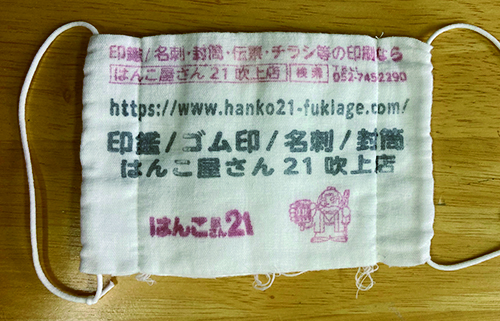 印鑑/名刺・封筒・伝票・チラシ等の印刷なら
はんこ屋さん21吹上店 検索 052-7452290
https://www.hanko21-fukiage.com/
印鑑/ゴム印/名刺/封筒
はんこ屋さん21吹上店
はんこ屋さん21